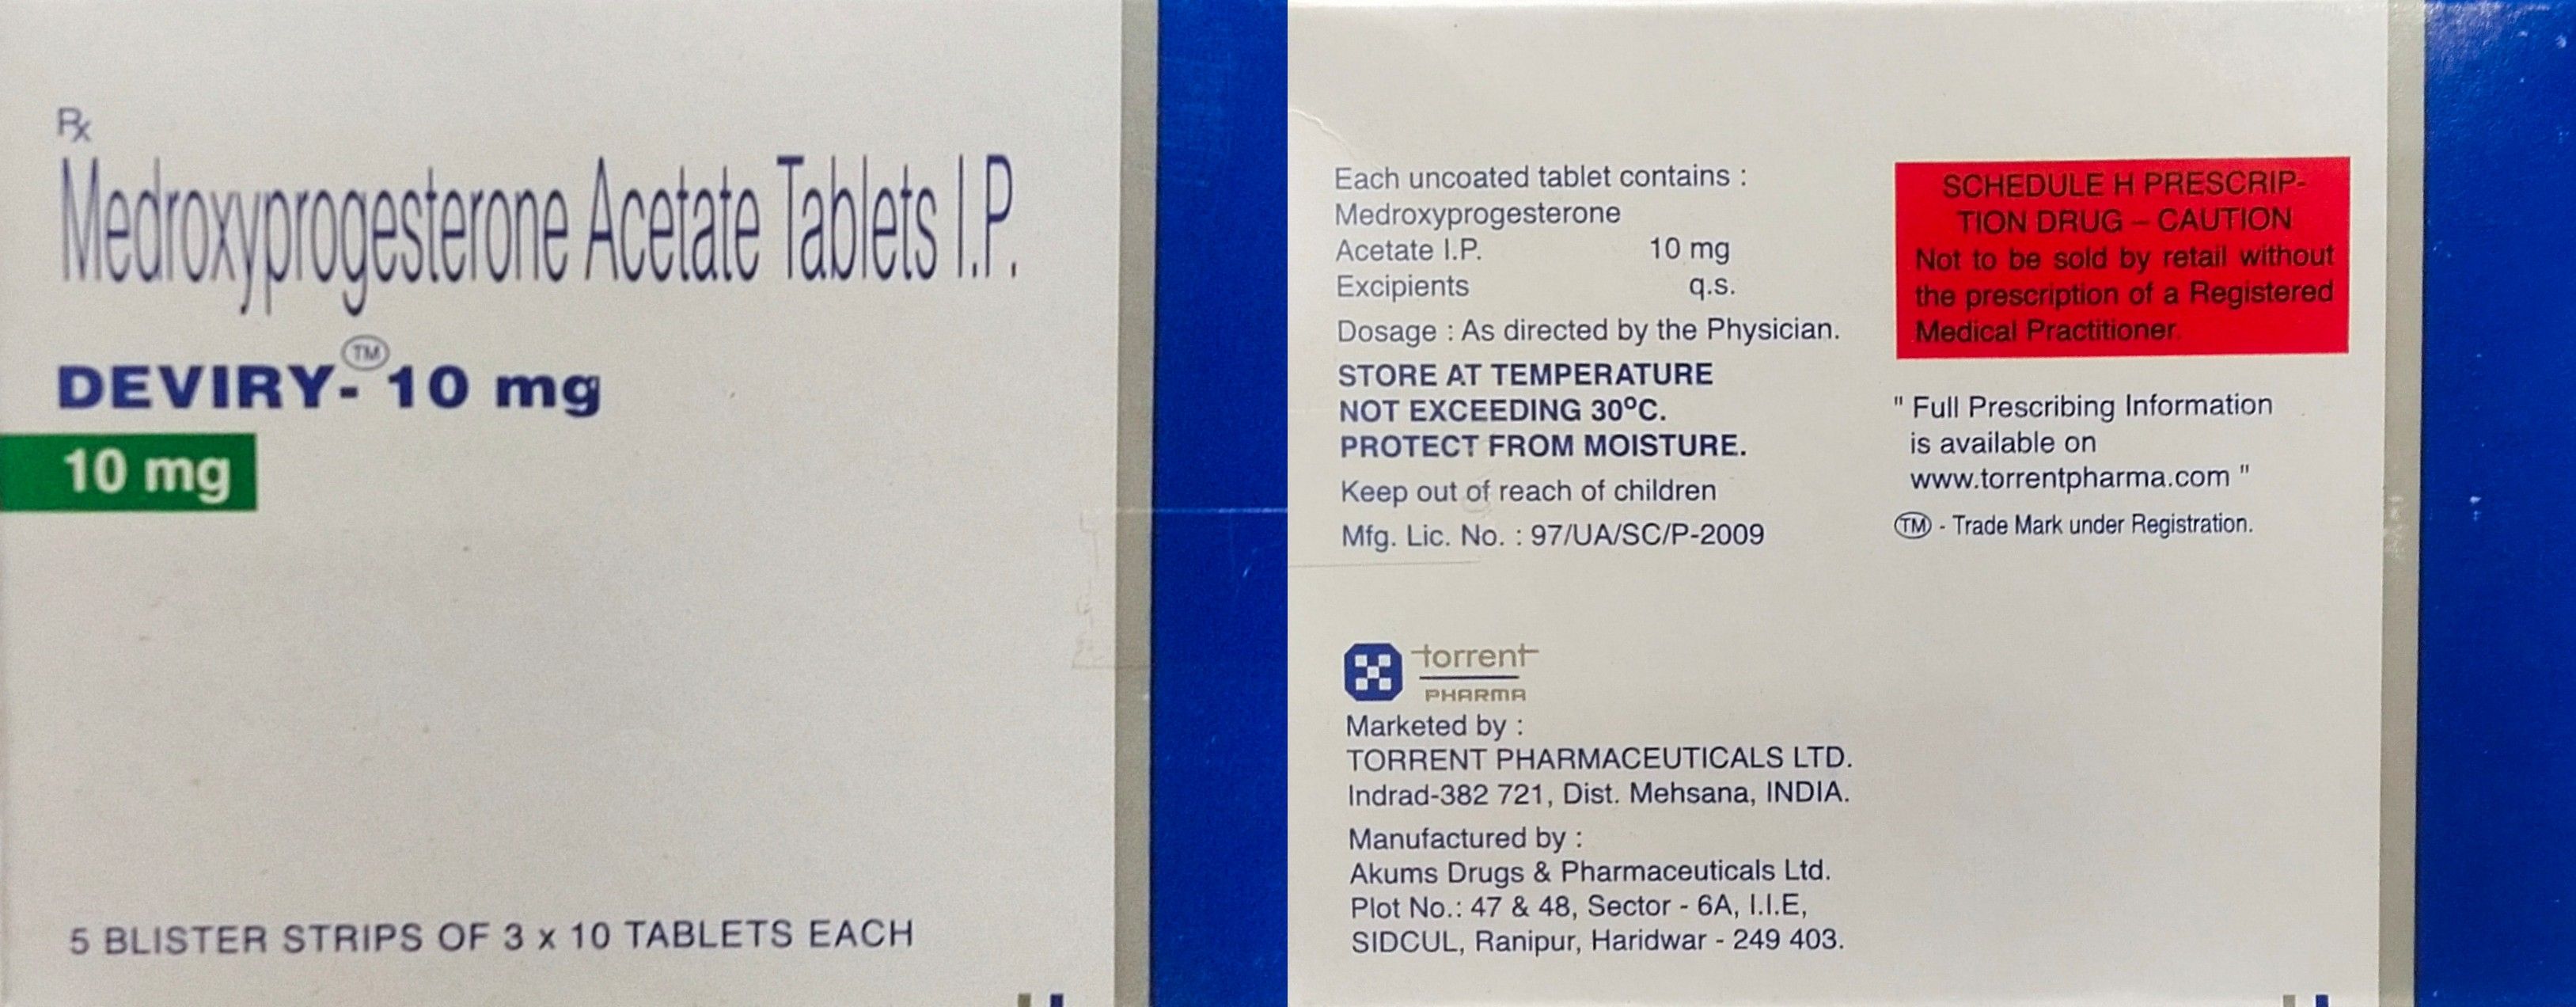 Rx
Medroxyprogesterone Acetate Tablets I.P.
DEVIRY-™10 mg
10 mg
5 BLISTER STRIPS OF 3 x 10 TABLETS EACH
Each uncoated tablet contains :
Medroxyprogesterone
Acetate I.P. 10 mg
Excipients q.s.
Dosage : As directed by the Physician.
STORE AT TEMPERATURE
NOT EXCEEDING 30ºC.
PROTECT FROM MOISTURE.
Keep out of reach of children
Mfg. Lic. No. : 97/UA/SC/P-2009
SCHEDULE H PRESCRIP-
TION DRUG – CAUTION
Not to be sold by retail without
the prescription of a Registered
Medical Practitioner.
" Full Prescribing Information
is available on
www.torrentpharma.com "
TM - Trade Mark under Registration.
torrent
PHARMA
Marketed by :
TORRENT PHARMACEUTICALS LTD.
Indrad-382 721, Dist. Mehsana, INDIA.
Manufactured by :
Akums Drugs & Pharmaceuticals Ltd.
Plot No.: 47 & 48, Sector - 6A, I.I.E,
SIDCUL, Ranipur, Haridwar - 249 403.